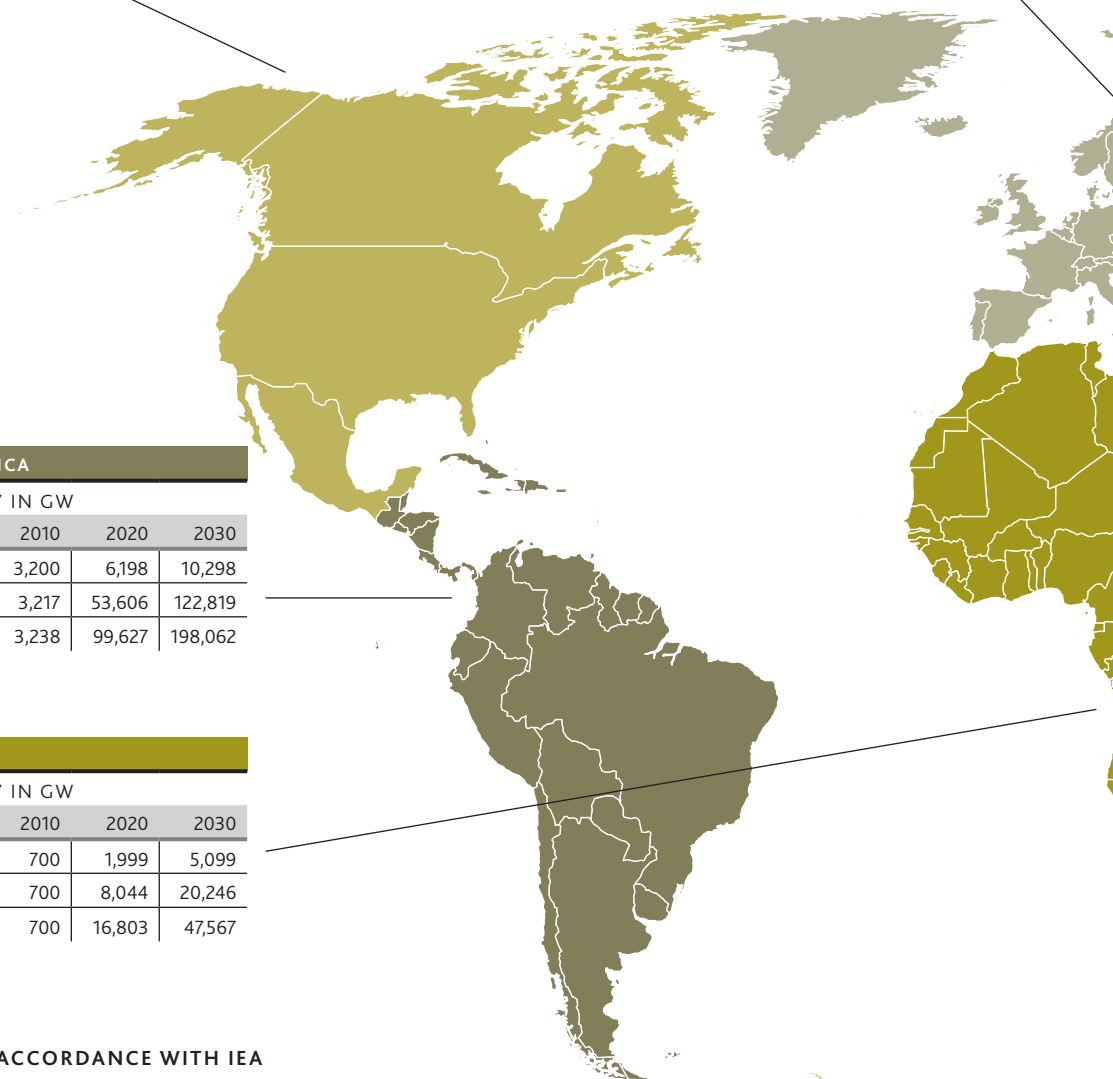 ICA
Y IN GW
2010 2020 2030
3,200 6,198 10,298
3,217 53,606 122,819
3,238 99,627 198,062
Y IN GW
2010 2020 2030
700 1,999 5,099
700 8,044 20,246
700 16,803 47,567
ACCORDANCE WITH IEA